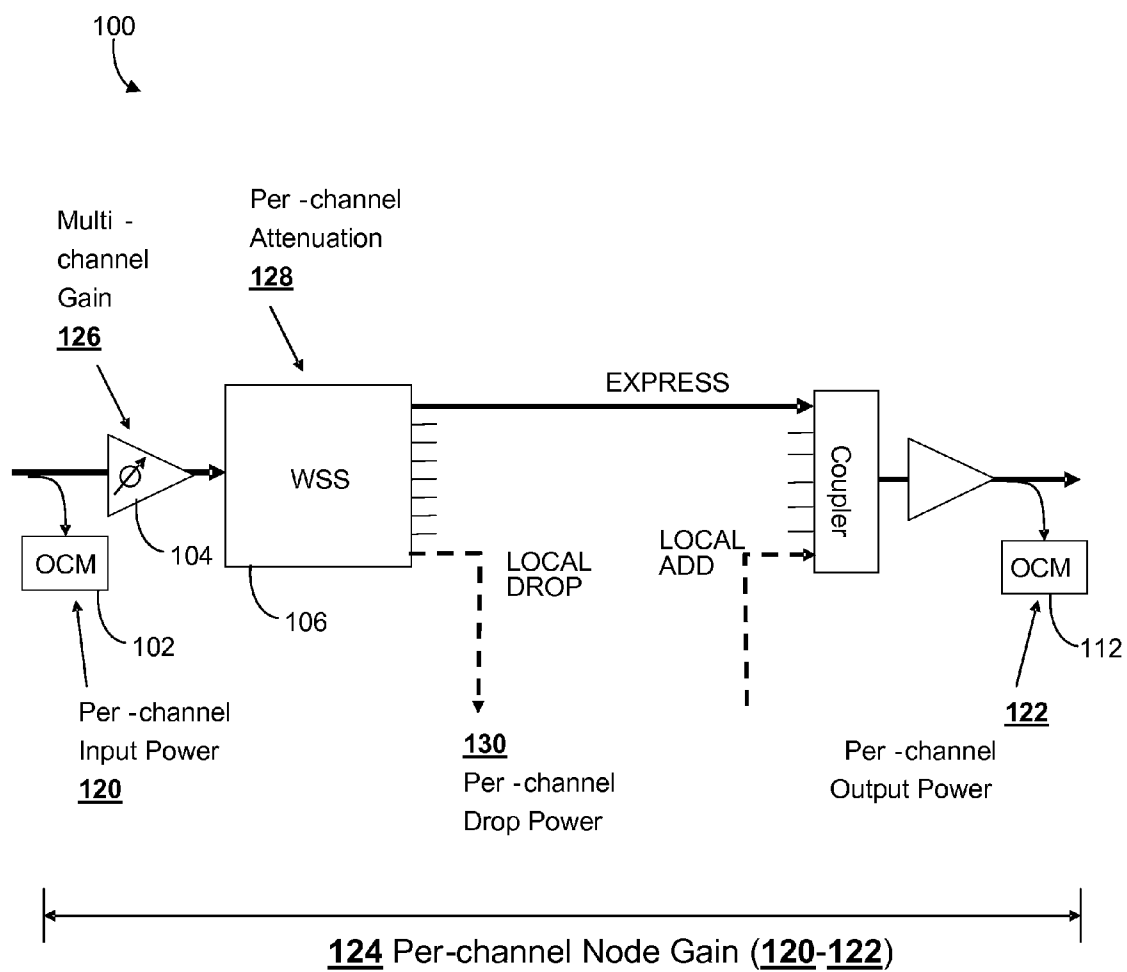 100
Per -channel
Attenuation
128
Multi -
channel
Gain
126
EXPRESS
WSS
Coupler
OCM
104
LOCAL
DROP
LOCAL
ADD
OCM
102
106
112
Per -channel
Input Power
120
130
Per -channel
Drop Power
122
Per -channel
Output Power
124 Per-channel Node Gain (120-122)